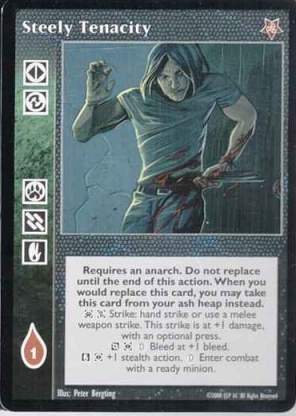 Steely Tenacity
Requires an anarch. Do not replace
until the end of this action. When you
would replace this card, you may take
this card from your ash heap instead.
Strike: hand strike or use a melee
weapon strike. This strike is at +1 damage,
with an optional press.
Bleed at +1 bleed.
+1 stealth action. Enter combat
with a ready minion.
1
Illus: Peter Bergting